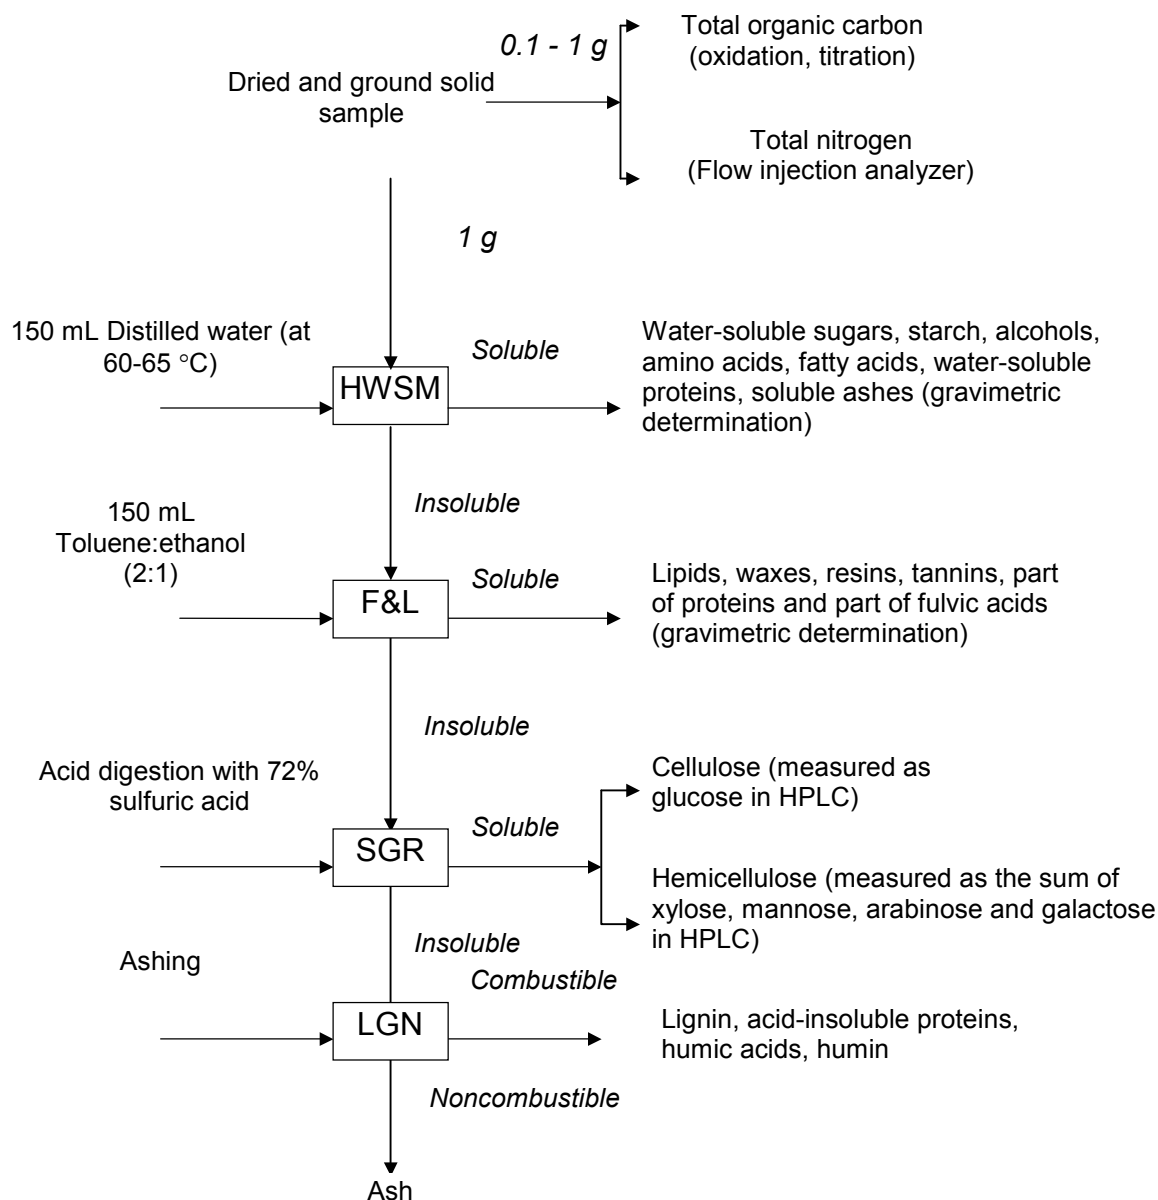 0.1 - 1 g
Total organic carbon
(oxidation, titration)
Dried and ground solid
sample
Total nitrogen
(Flow injection analyzer)
1 g
150 mL Distilled water (at
60-65 °C)
HWSM
Soluble
Water-soluble sugars, starch, alcohols,
amino acids, fatty acids, water-soluble
proteins, soluble ashes (gravimetric
determination)
Insoluble
150 mL
Toluene:ethanol
(2:1)
F&L
Soluble
Lipids, waxes, resins, tannins, part
of proteins and part of fulvic acids
(gravimetric determination)
Insoluble
Acid digestion with 72%
sulfuric acid
SGR
Soluble
Cellulose (measured as
glucose in HPLC)
Hemicellulose (measured as the sum of
xylose, mannose, arabinose and galactose
in HPLC)
Insoluble
Ashing
Combustible
LGN
Lignin, acid-insoluble proteins,
humic acids, humin
Noncombustible
Ash